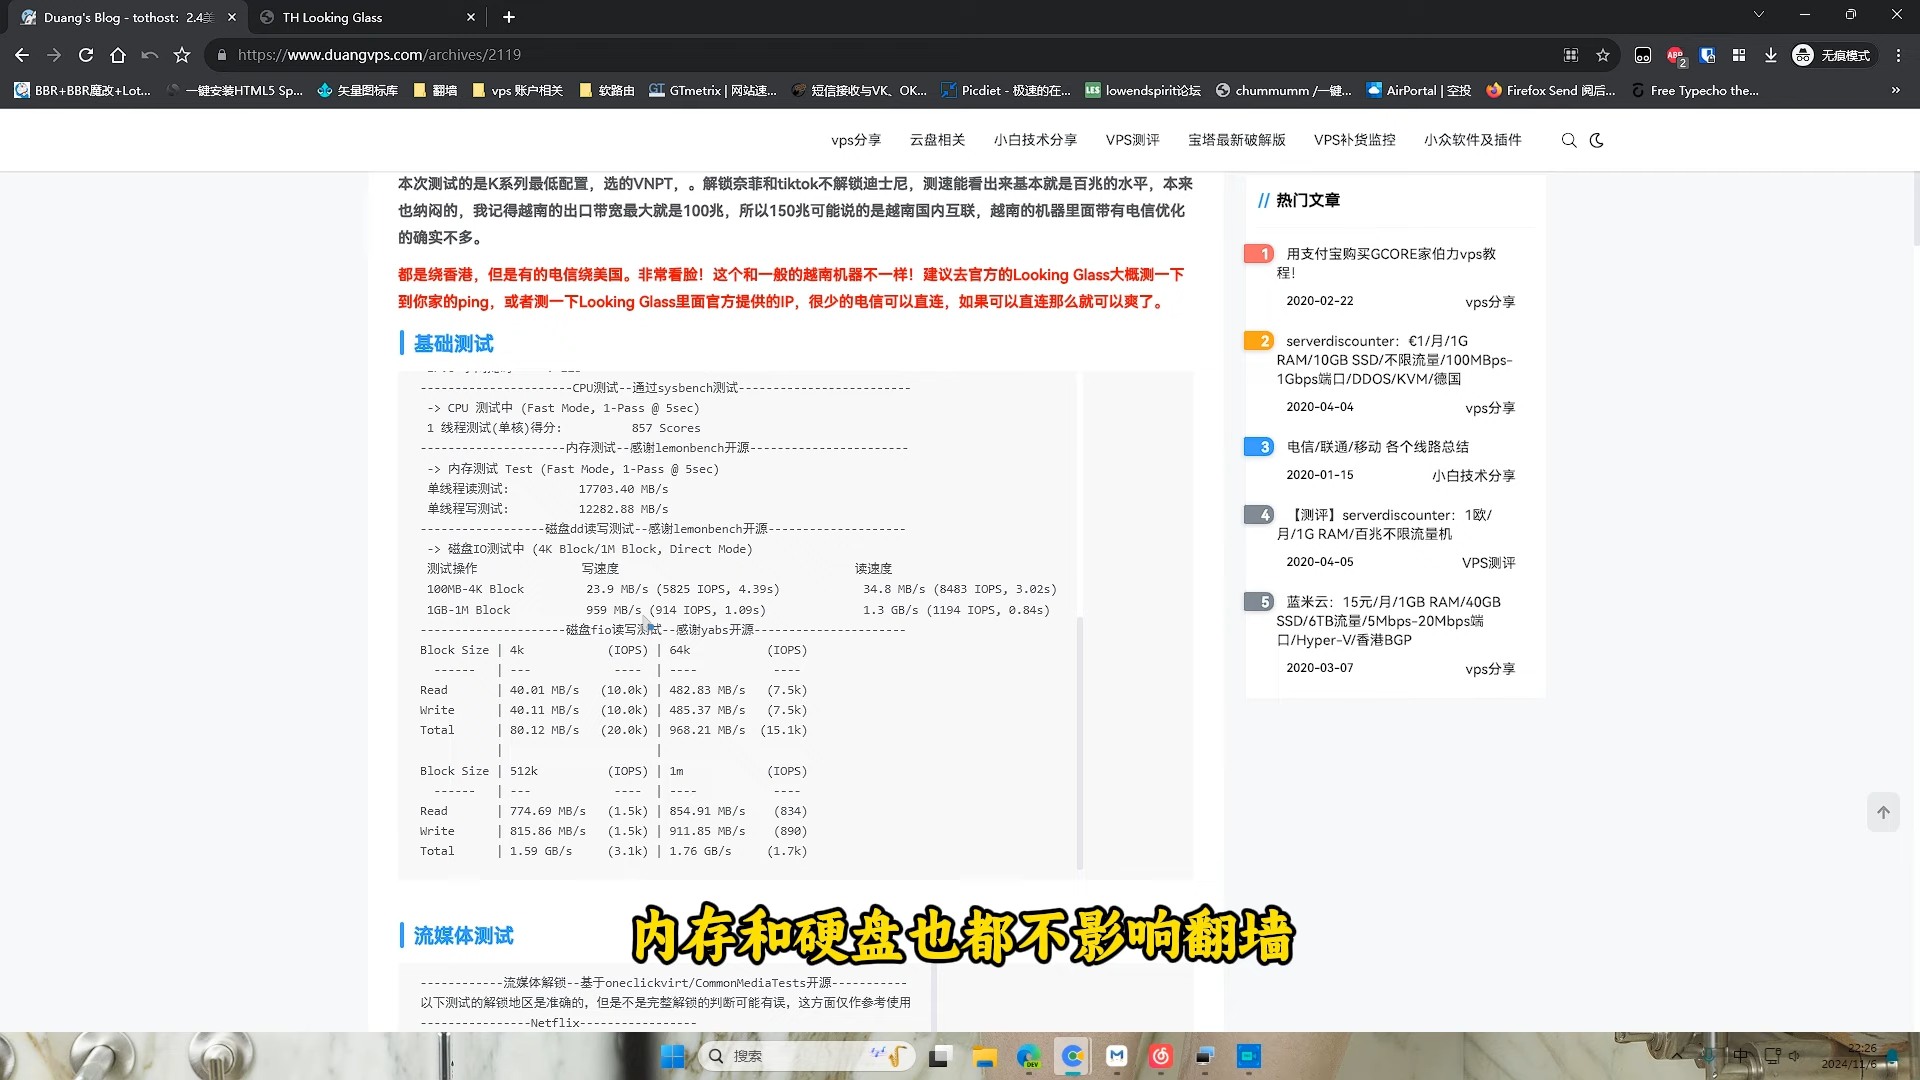 Duang's Blog - tothost：2.4美
TH Looking Glass
https://www.duangvps.com/archives/2119
2
无痕模式
BBR+BBR魔改+Lot...
一键安装HTML5 Sp...
矢量图标库
翻墙
vps 账户相关
软路由
GTmetrix | 网站速...
短信接收与VK、OK...
Picdiet - 极速的在...
lowendspirit论坛
chummumm /一键...
AirPortal | 空投
Firefox Send 阅后...
Free Typecho the...
vps分享
云盘相关
小白技术分享
VPS测评
宝塔最新破解版
VPS补货监控
小众软件及插件
本次测试的是K系列最低配置，选的VNPT，。解锁奈菲和tiktok不解锁迪士尼，测速能看出来基本就是百兆的水平，本来
也纳闷的，我记得越南的出口带宽最大就是100兆，所以150兆可能说的是越南国内互联，越南的机器里面带有电信优化
的确实不多。
都是绕香港，但是有的电信绕美国。非常看脸！这个和一般的越南机器不一样！建议去官方的Looking Glass大概测一下
到你家的ping，或者测一下Looking Glass里面官方提供的IP，很少的电信可以直连，如果可以直连那么就可以爽了。
基础测试
----------------------CPU测试--通过sysbench测试-------------------------
-> CPU 测试中 (Fast Mode, 1-Pass @ 5sec)
1 线程测试(单核)得分: 857 Scores
---------------------内存测试--感谢lemonbench开源-----------------------
-> 内存测试 Test (Fast Mode, 1-Pass @ 5sec)
单线程读测试: 17703.40 MB/s
单线程写测试: 12282.88 MB/s
------------------磁盘dd读写测试--感谢lemonbench开源--------------------
-> 磁盘IO测试中 (4K Block/1M Block, Direct Mode)
测试操作 写速度 读速度
100MB-4K Block 23.9 MB/s (5825 IOPS, 4.39s) 34.8 MB/s (8483 IOPS, 3.02s)
1GB-1M Block 959 MB/s (914 IOPS, 1.09s) 1.3 GB/s (1194 IOPS, 0.84s)
---------------------磁盘fio读写测试--感谢yabs开源----------------------
Block Size | 4k (IOPS) | 64k (IOPS)
------ | --- ---- | ---- ----
Read | 40.01 MB/s (10.0k) | 482.83 MB/s (7.5k)
Write | 40.11 MB/s (10.0k) | 485.37 MB/s (7.5k)
Total | 80.12 MB/s (20.0k) | 968.21 MB/s (15.1k)
| |
Block Size | 512k (IOPS) | 1m (IOPS)
------ | --- ---- | ---- ----
Read | 774.69 MB/s (1.5k) | 854.91 MB/s (834)
Write | 815.86 MB/s (1.5k) | 911.85 MB/s (890)
Total | 1.59 GB/s (3.1k) | 1.76 GB/s (1.7k)
流媒体测试
------------流媒体解锁--基于oneclickvirt/CommonMediaTests开源-----------
以下测试的解锁地区是准确的，但是不是完整解锁的判断可能有误，这方面仅作参考使用
----------------Netflix-----------------
// 热门文章
1 用支付宝购买GCORE家伯力vps教
程！
2020-02-22 vps分享
2 serverdiscounter：€1/月/1G
RAM/10GB SSD/不限流量/100MBps-
1Gbps端口/DDOS/KVM/德国
2020-04-04 vps分享
3 电信/联通/移动 各个线路总结
2020-01-15 小白技术分享
4 【测评】serverdiscounter：1欧/
月/1G RAM/百兆不限流量机
2020-04-05 VPS测评
5 蓝米云：15元/月/1GB RAM/40GB
SSD/6TB流量/5Mbps-20Mbps端
口/Hyper-V/香港BGP
2020-03-07 vps分享
内存和硬盘也都不影响翻墙
搜索
中
22:26
2024/11/6